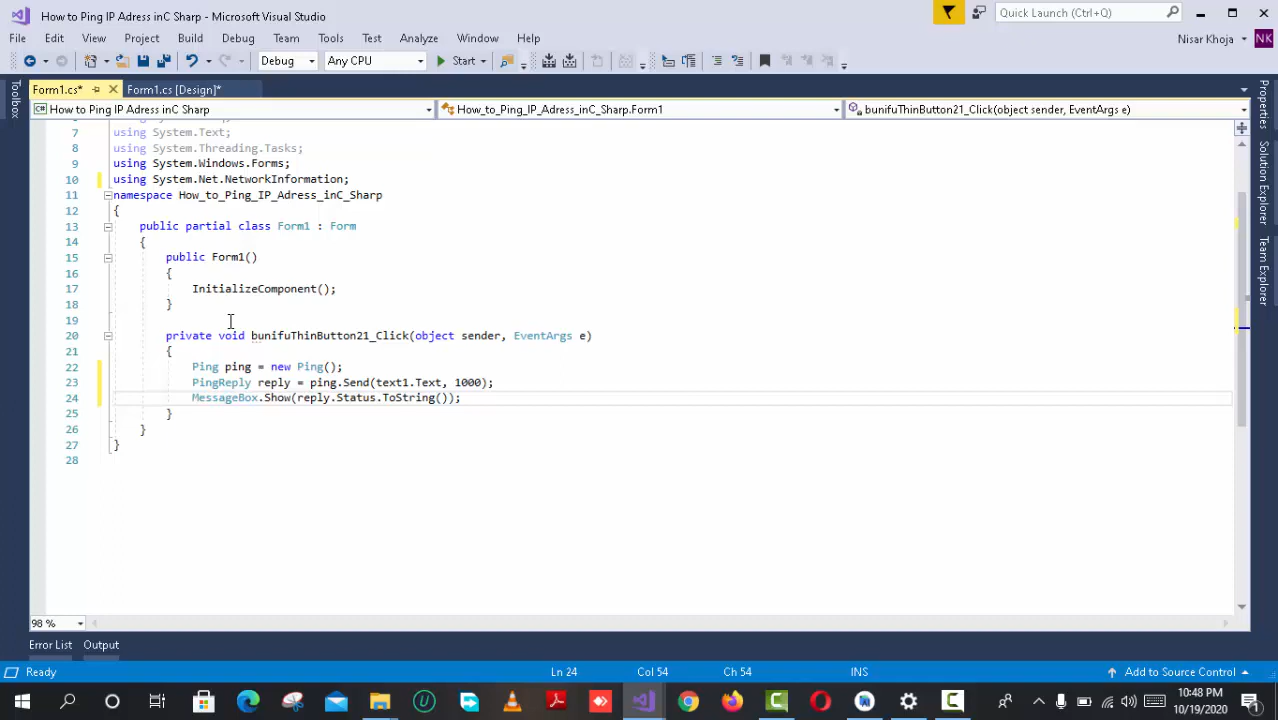 How to Ping IP Adress inC Sharp - Microsoft Visual Studio
Quick Launch (Ctrl+Q)
File Edit View Project Build Debug Team Tools Test Analyze Window Help
Nisar Khoja NK
Debug Any CPU Start
Form1.cs* Form1.cs [Design]*
How to Ping IP Adress inC Sharp How_to_Ping_IP_Adress_inC_Sharp.Form1 bunifuThinButton21_Click(object sender, EventArgs e)
Toolbox
Properties
Solution Explorer
Team Explorer
7 using System.Text;
8 using System.Threading.Tasks;
9 using System.Windows.Forms;
10 using System.Net.NetworkInformation;
11 namespace How_to_Ping_IP_Adress_inC_Sharp
12 {
13 public partial class Form1 : Form
14 {
15 public Form1()
16 {
17 InitializeComponent();
18 }
19
20 private void bunifuThinButton21_Click(object sender, EventArgs e)
21 {
22 Ping ping = new Ping();
23 PingReply reply = ping.Send(text1.Text, 1000);
24 MessageBox.Show(reply.Status.ToString());
25 }
26 }
27 }
28
98 %
Error List Output
Ready Ln 24 Col 54 Ch 54 INS Add to Source Control
10:48 PM
10/19/2020